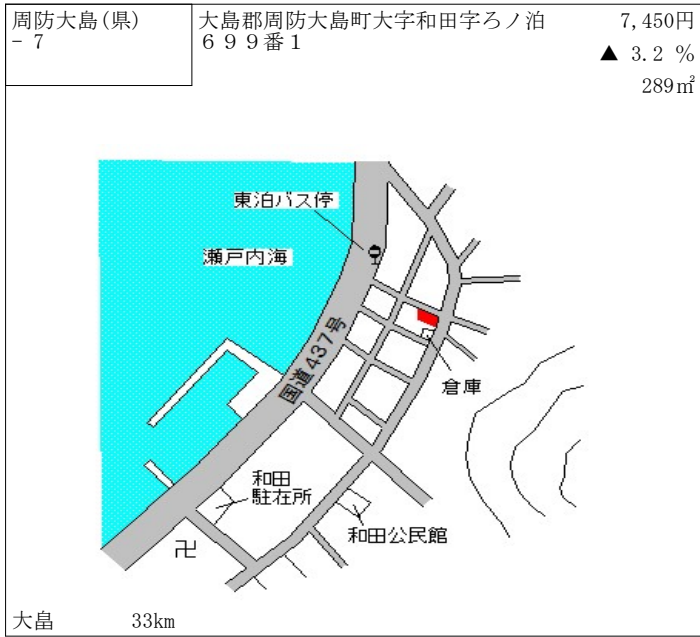 周防大島(県)
- 7
大島郡周防大島町大字和田字ろノ泊
６９９番１
7,450円
▲ 3.2 %
289㎡
東泊バス停
瀬戸内海
国道437号
倉庫
和田
駐在所
和田公民館
卍
大畠 33km